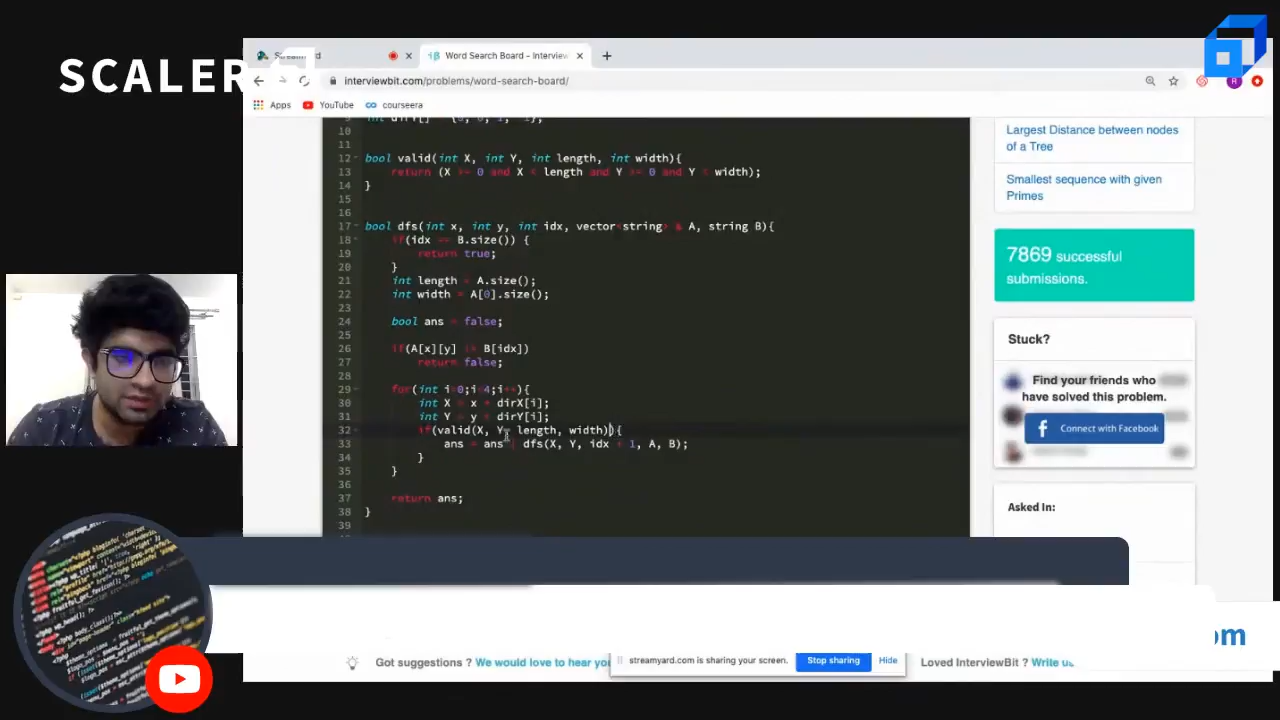 SCALER
Word Search Board - Interview
interviewbit.com/problems/word-search-board/
Apps
YouTube
courseera
10
11
12 bool valid(int X, int Y, int length, int width){
13 return (X >= 0 and X < length and Y >= 0 and Y < width);
14 }
15
16
17 bool dfs(int x, int y, int idx, vector<string> & A, string B){
18 if(idx == B.size()) {
19 return true;
20 }
21 int length = A.size();
22 int width = A[0].size();
23
24 bool ans = false;
25
26 if(A[x][y] != B[idx])
27 return false;
28
29 for(int i=0;i<4;i++){
30 int X = x + dirX[i];
31 int Y = y + dirY[i];
32 if(valid(X, Y, length, width)){
33 ans = ans | dfs(X, Y, idx + 1, A, B);
34 }
35 }
36
37 return ans;
38 }
39
Largest Distance between nodes
of a Tree
Smallest sequence with given
Primes
7869 successful
submissions.
Stuck?
Find your friends who
have solved this problem.
f Connect with Facebook
Asked In:
om
Got suggestions ? We would love to hear you
streamyard.com is sharing your screen.
Stop sharing
Hide
Loved InterviewBit ? Write us